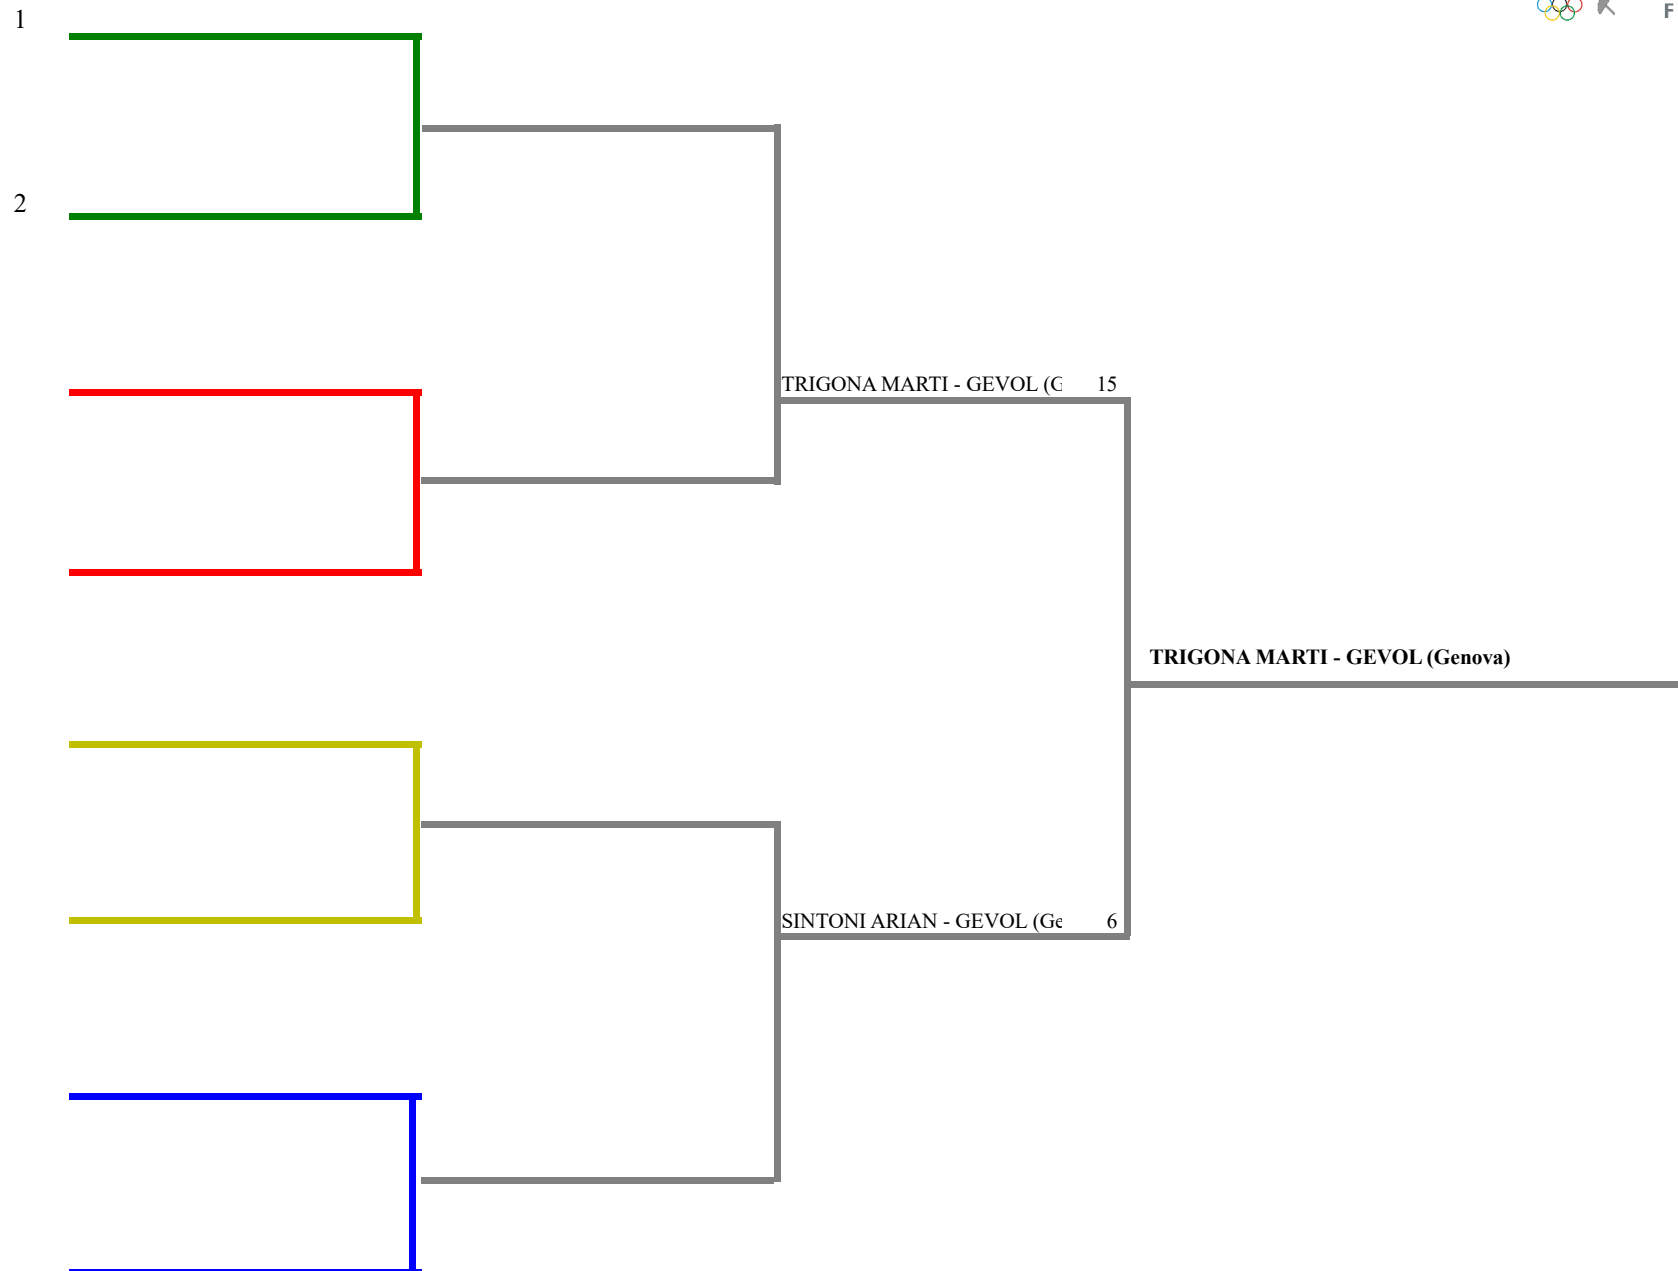 1
2
TRIGONA MARTI - GEVOL (G 15
TRIGONA MARTI - GEVOL (Genova)
SINTONI ARIAN - GEVOL (Ge 6
F